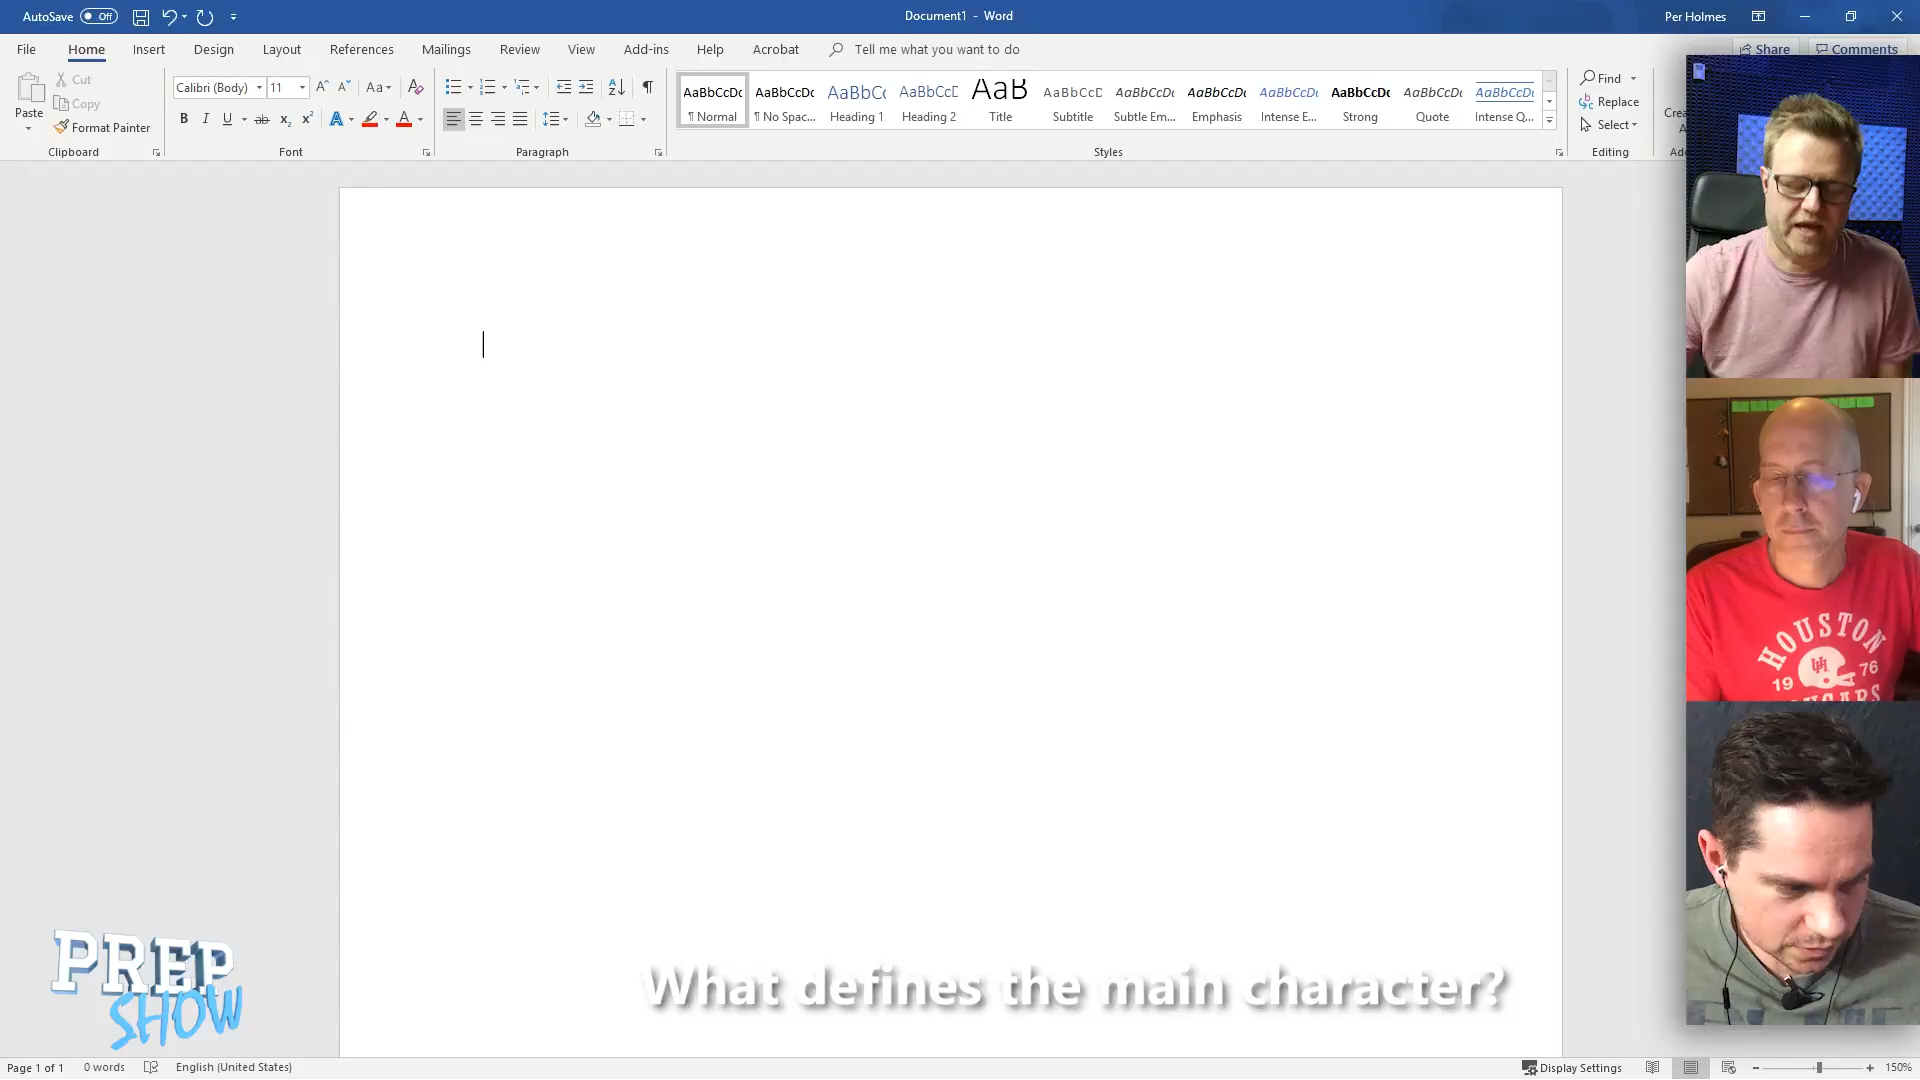 AutoSave Off
Document1 - Word
Per Holmes
File Home Insert Design Layout References Mailings Review View Add-ins Help Acrobat Tell me what you want to do
Share Comments
Paste
Cut
Copy
Format Painter
Clipboard
Calibri (Body) 11
Font
Paragraph
AaBbCcDc AaBbCcDc AaBbCc AaBbCcD AaB AaBbCcD AaBbCcDc AaBbCcDc AaBbCcDc AaBbCcDc AaBbCcDc AaBbCcDc
¶ Normal ¶ No Spac... Heading 1 Heading 2 Title Subtitle Subtle Em... Emphasis Intense E... Strong Quote Intense Q...
Styles
Find
Replace
Select
Editing
HOUSTON
19 UH 76
COUGARS
What defines the main character?
PREP
SHOW
Page 1 of 1 0 words English (United States)
Display Settings 150%